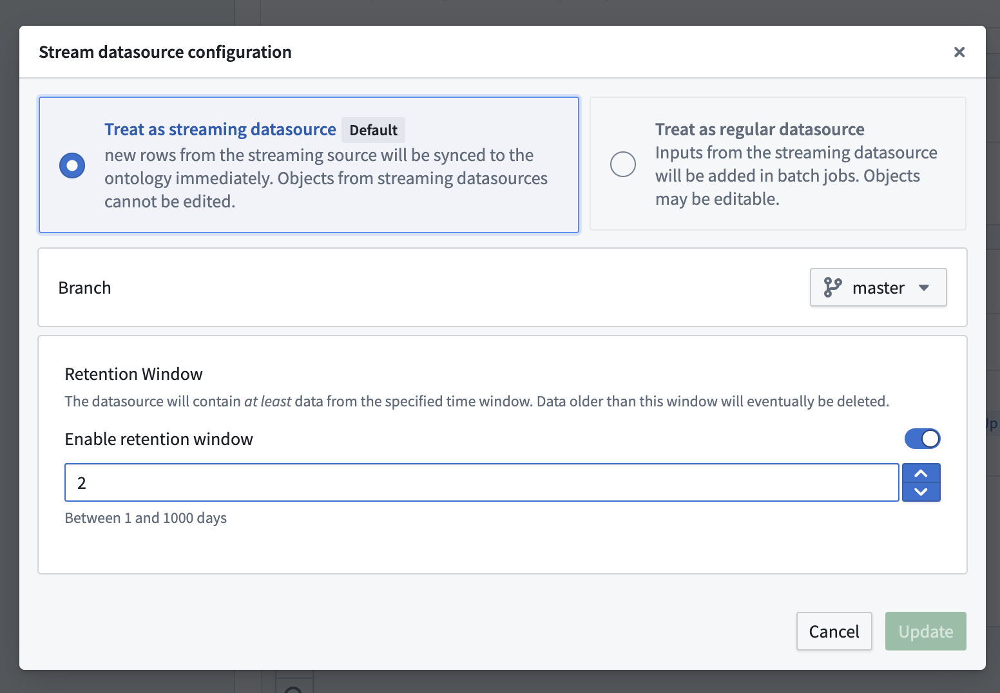 Stream datasource configuration
Treat as streaming datasource Default
new rows from the streaming source will be synced to the
ontology immediately. Objects from streaming datasources
cannot be edited.
Treat as regular datasource
Inputs from the streaming datasource
will be added in batch jobs. Objects
may be editable.
Branch
master
Retention Window
The datasource will contain at least data from the specified time window. Data older than this window will eventually be deleted.
Enable retention window
2
Between 1 and 1000 days
Cancel
Update